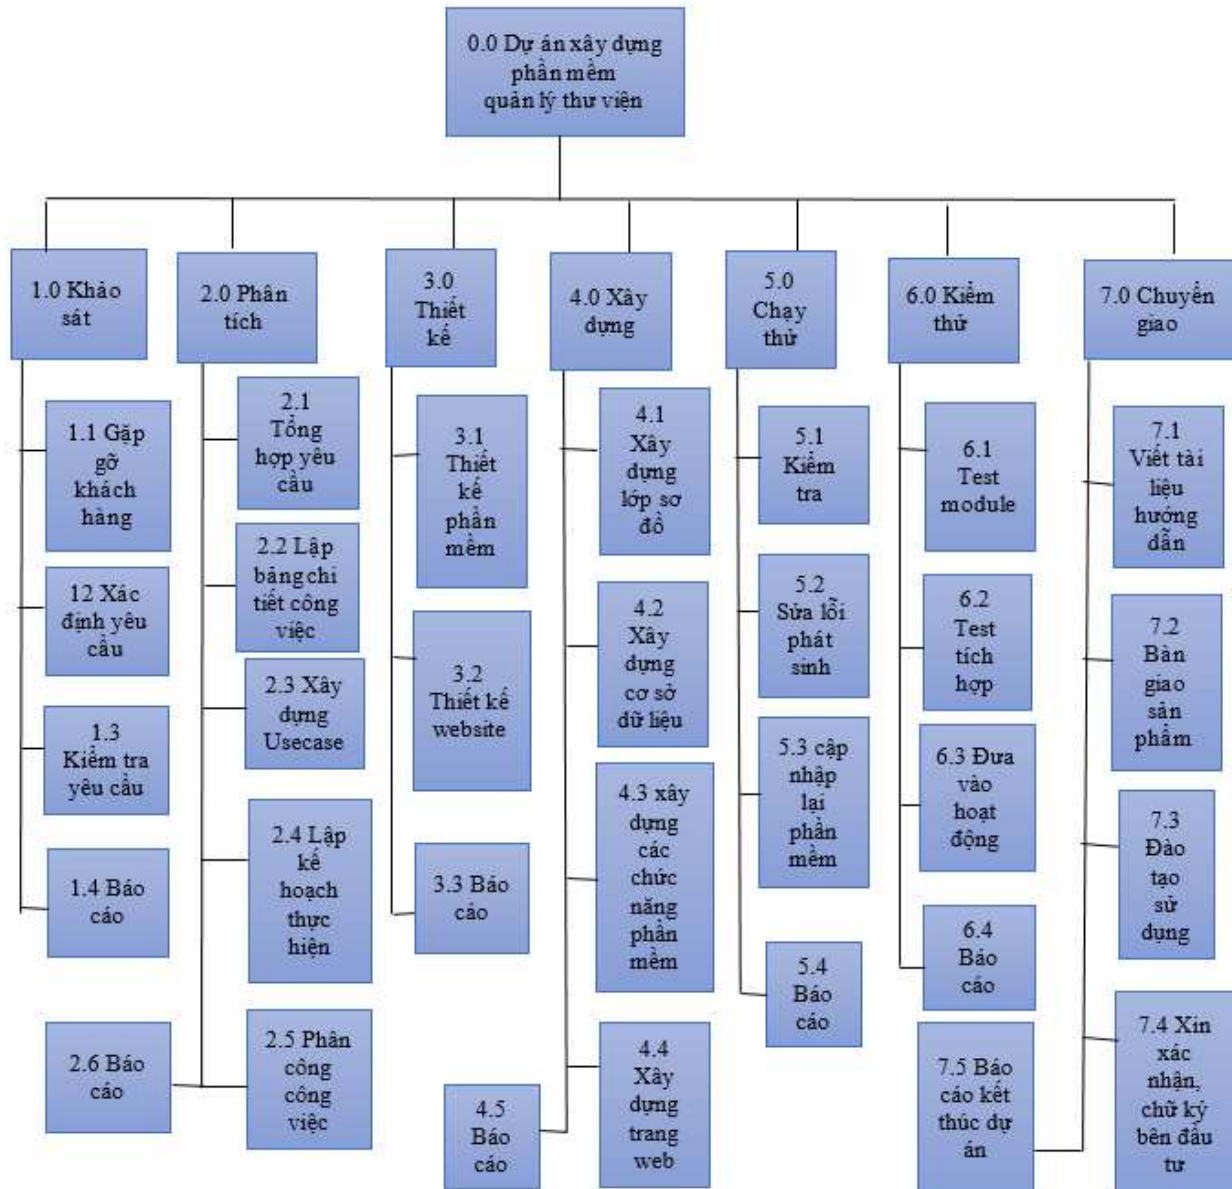 0.0 Dự án xây dựng
phần mềm
quản lý thư viện
1.0 Khảo
sát
2.0 Phân
tích
3.0
Thiết
kế
4.0 Xây
dựng
5.0
Chạy
thử
6.0 Kiểm
thử
7.0 Chuyển
giao
1.1 Gặp
gỡ
khách
hàng
12 Xác
định yêu
cầu
1.3
Kiểm tra
yêu cầu
1.4 Báo
cáo
2.1
Tổng
hợp yêu
cầu
2.2 Lập
bảng chi
tiết công
việc
2.3 Xây
dựng
Usecase
2.4 Lập
kế
hoạch
thực
hiện
2.5 Phân
công
công
việc
2.6 Báo
cáo
3.1
Thiết
kế
phần
mềm
3.2
Thiết kế
website
3.3 Báo
cáo
4.1
Xây
dựng
lớp sơ
đồ
4.2
Xây
dựng
cơ sở
dữ liệu
4.3 xây
dựng
các
chức
năng
phần
mềm
4.4
Xây
dựng
trang
web
4.5
Báo
cáo
5.1
Kiểm
tra
5.2
Sửa lỗi
phát
sinh
5.3 cập
nhập
lại
phần
mềm
5.4
Báo
cáo
6.1
Test
module
6.2
Test
tích
hợp
6.3 Đưa
vào
hoạt
động
6.4
Báo
cáo
7.1
Viết tài
liệu
hướng
dẫn
7.2
Bàn
giao
sản
phẩm
7.3
Đào
tạo
sử
dụng
7.4 Xin
xác
nhận,
chữ ký
bên đầu
tư
7.5 Báo
cáo kết
thúc dự
án